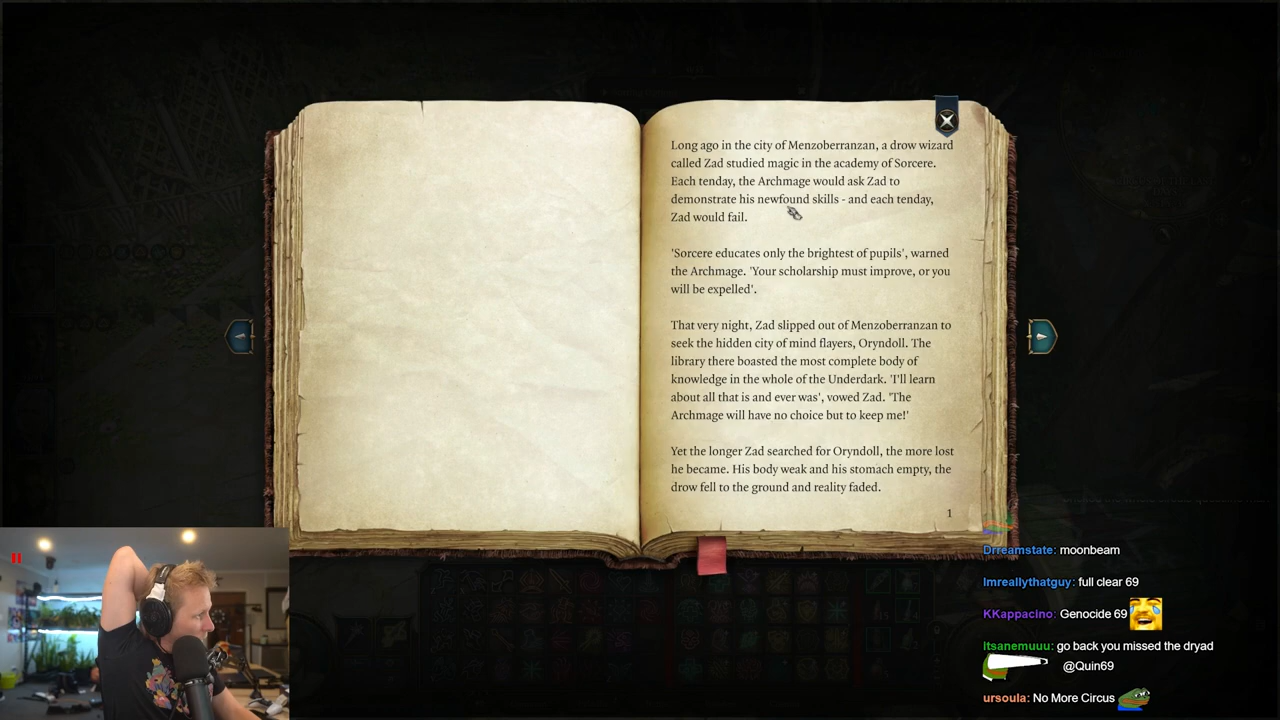 Long ago in the city of Menzoberranzan, a drow wizard
called Zad studied magic in the academy of Sorcere.
Each tenday, the Archmage would ask Zad to
demonstrate his newfound skills - and each tenday,
Zad would fail.
'Sorcere educates only the brightest of pupils', warned
the Archmage. 'Your scholarship must improve, or you
will be expelled'.
That very night, Zad slipped out of Menzoberranzan to
seek the hidden city of mind flayers, Oryndoll. The
library there boasted the most complete body of
knowledge in the whole of the Underdark. 'I'll learn
about all that is and ever was', vowed Zad. 'The
Archmage will have no choice but to keep me!'
Yet the longer Zad searched for Oryndoll, the more lost
he became. His body weak and his stomach empty, the
drow fell to the ground and reality faded.
1
Drreamstate: moonbeam
Imreallythatguy: full clear 69
KKappacino: Genocide 69
itsanemuuu: go back you missed the dryad
@Quin69
ursoula: No More Circus